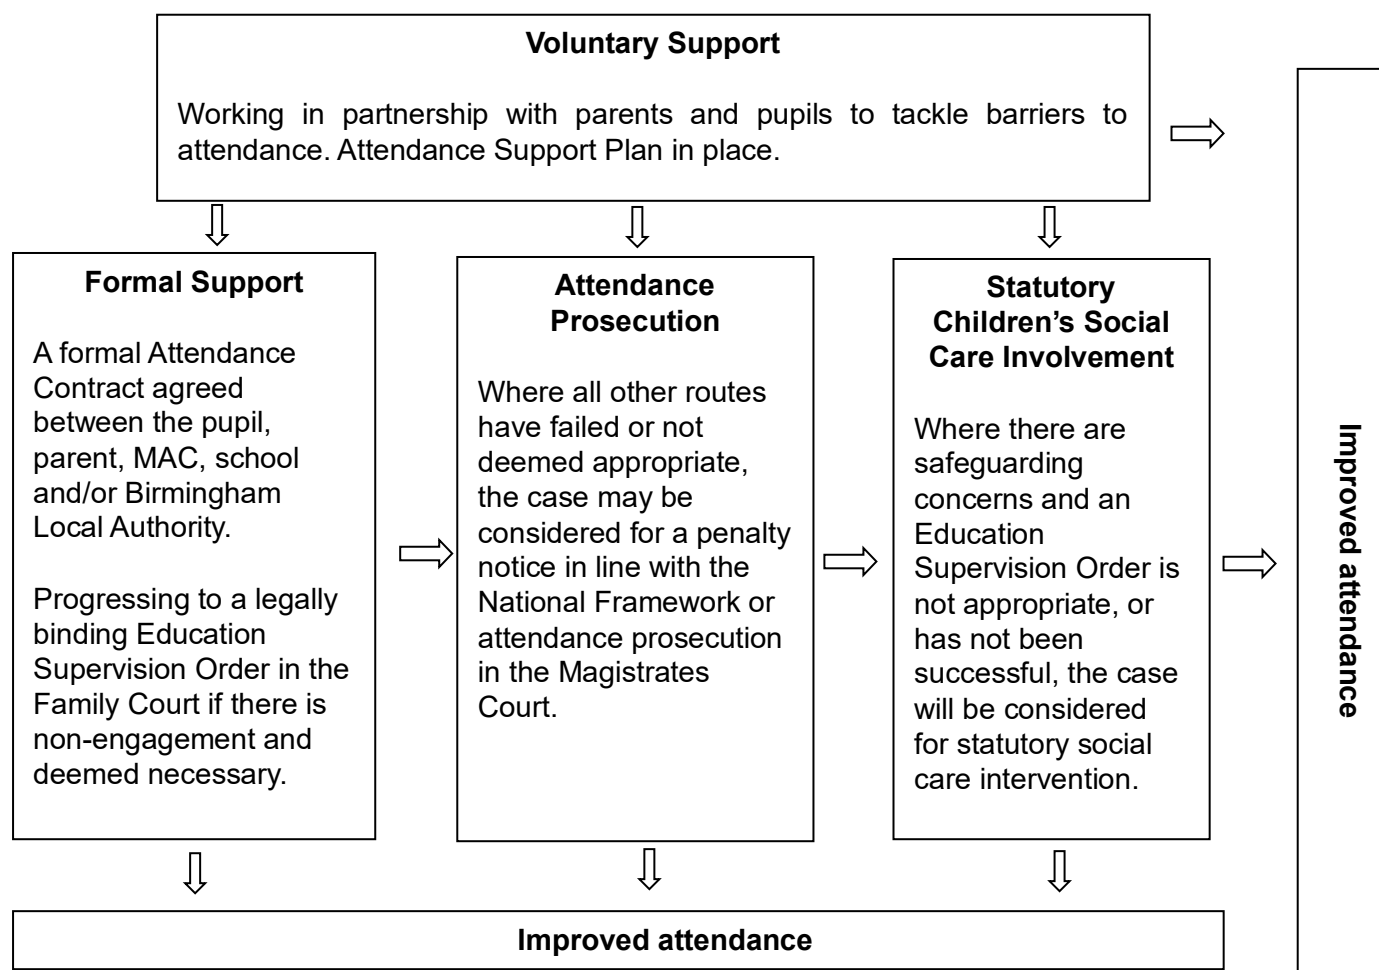 Voluntary Support
Working in partnership with parents and pupils to tackle barriers to
attendance. Attendance Support Plan in place.
Formal Support
A formal Attendance
Contract agreed
between the pupil,
parent, MAC, school
and/or Birmingham
Local Authority.
Progressing to a legally
binding Education
Supervision Order in the
Family Court if there is
non-engagement and
deemed necessary.
Attendance
Prosecution
Where all other routes
have failed or not
deemed appropriate,
the case may be
considered for a penalty
notice in line with the
National Framework or
attendance prosecution
in the Magistrates
Court.
Statutory
Children’s Social
Care Involvement
Where there are
safeguarding
concerns and an
Education
Supervision Order is
not appropriate, or
has not been
successful, the case
will be considered
for statutory social
care intervention.
Improved attendance
Improved attendance